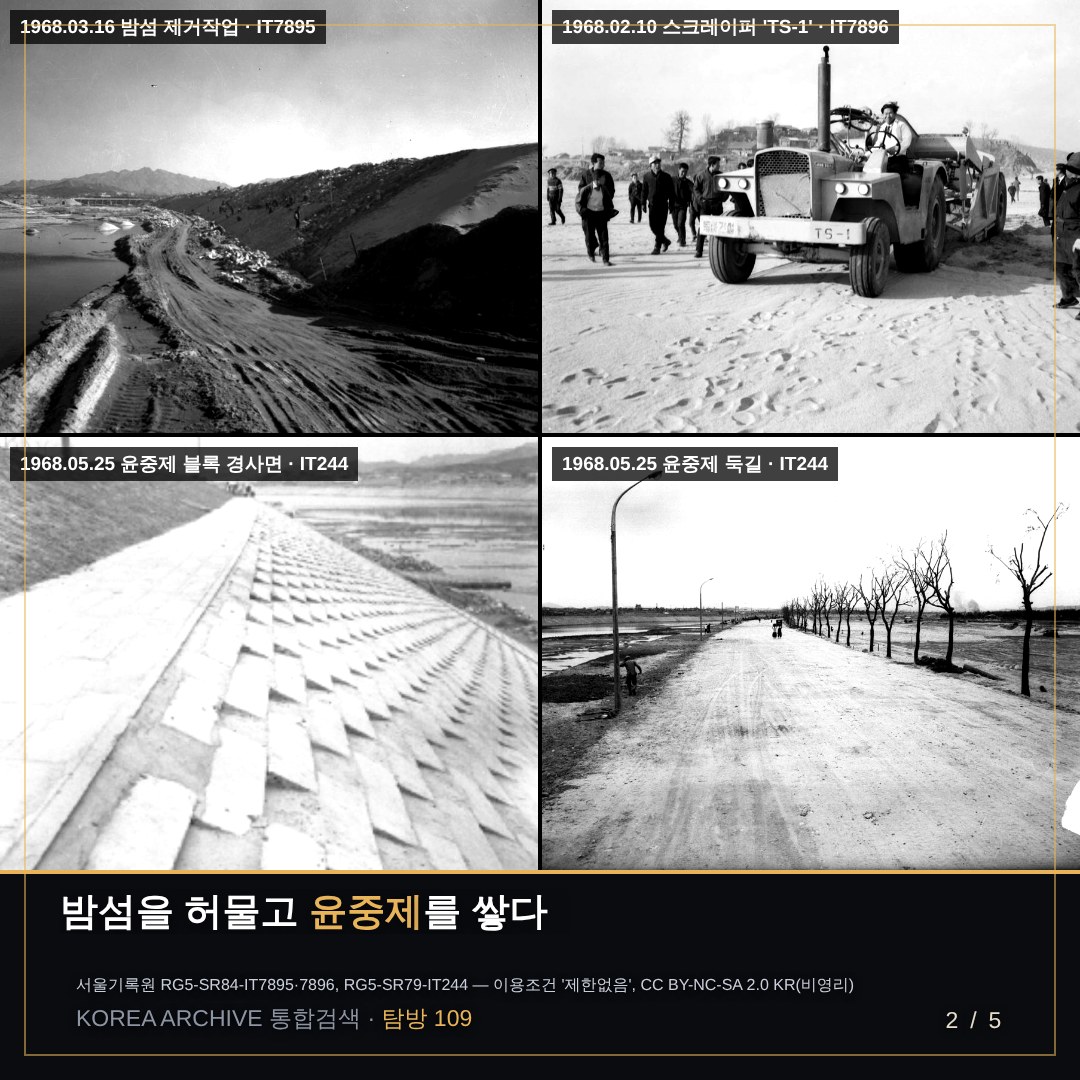 1968.03.16 밤섬 제거작업 · IT7895
1968.02.10 스크레이퍼 'TS-1' · IT7896
TS-1
1968.05.25 윤중제 블록 경사면 · IT244
1968.05.25 윤중제 둑길 · IT244
밤섬을 허물고 윤중제를 쌓다
서울기록원 RG5-SR84-IT7895·7896, RG5-SR79-IT244 — 이용조건 '제한없음', CC BY-NC-SA 2.0 KR(비영리)
KOREA ARCHIVE 통합검색 · 탐방 109
2 / 5